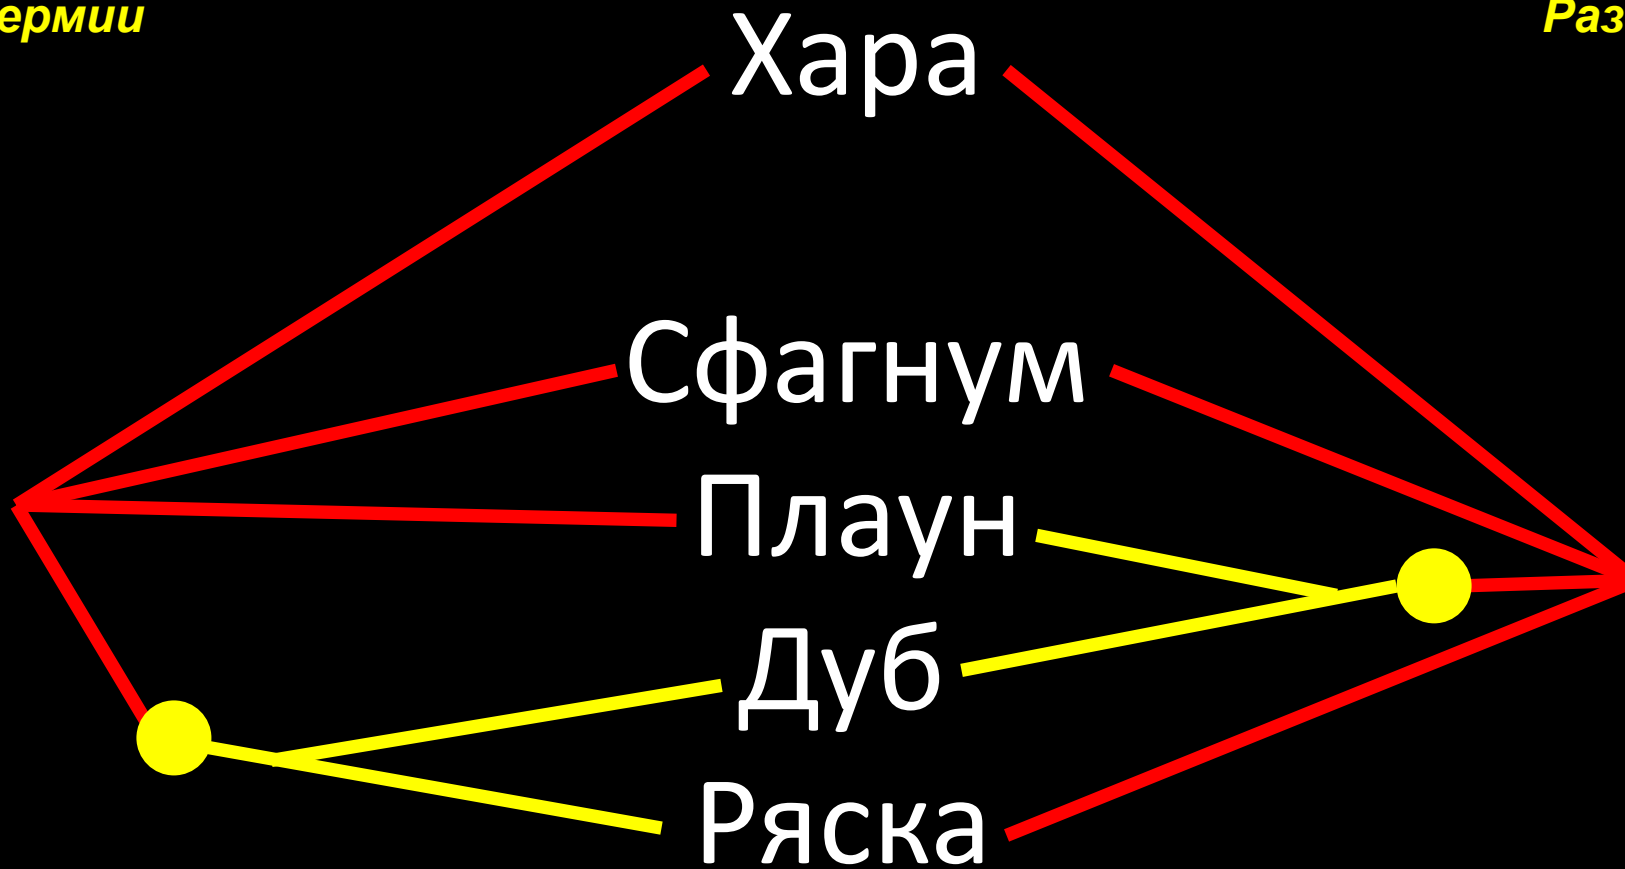 ермии
Раз
Хара
Сфагнум
Плаун
Дуб
Ряска